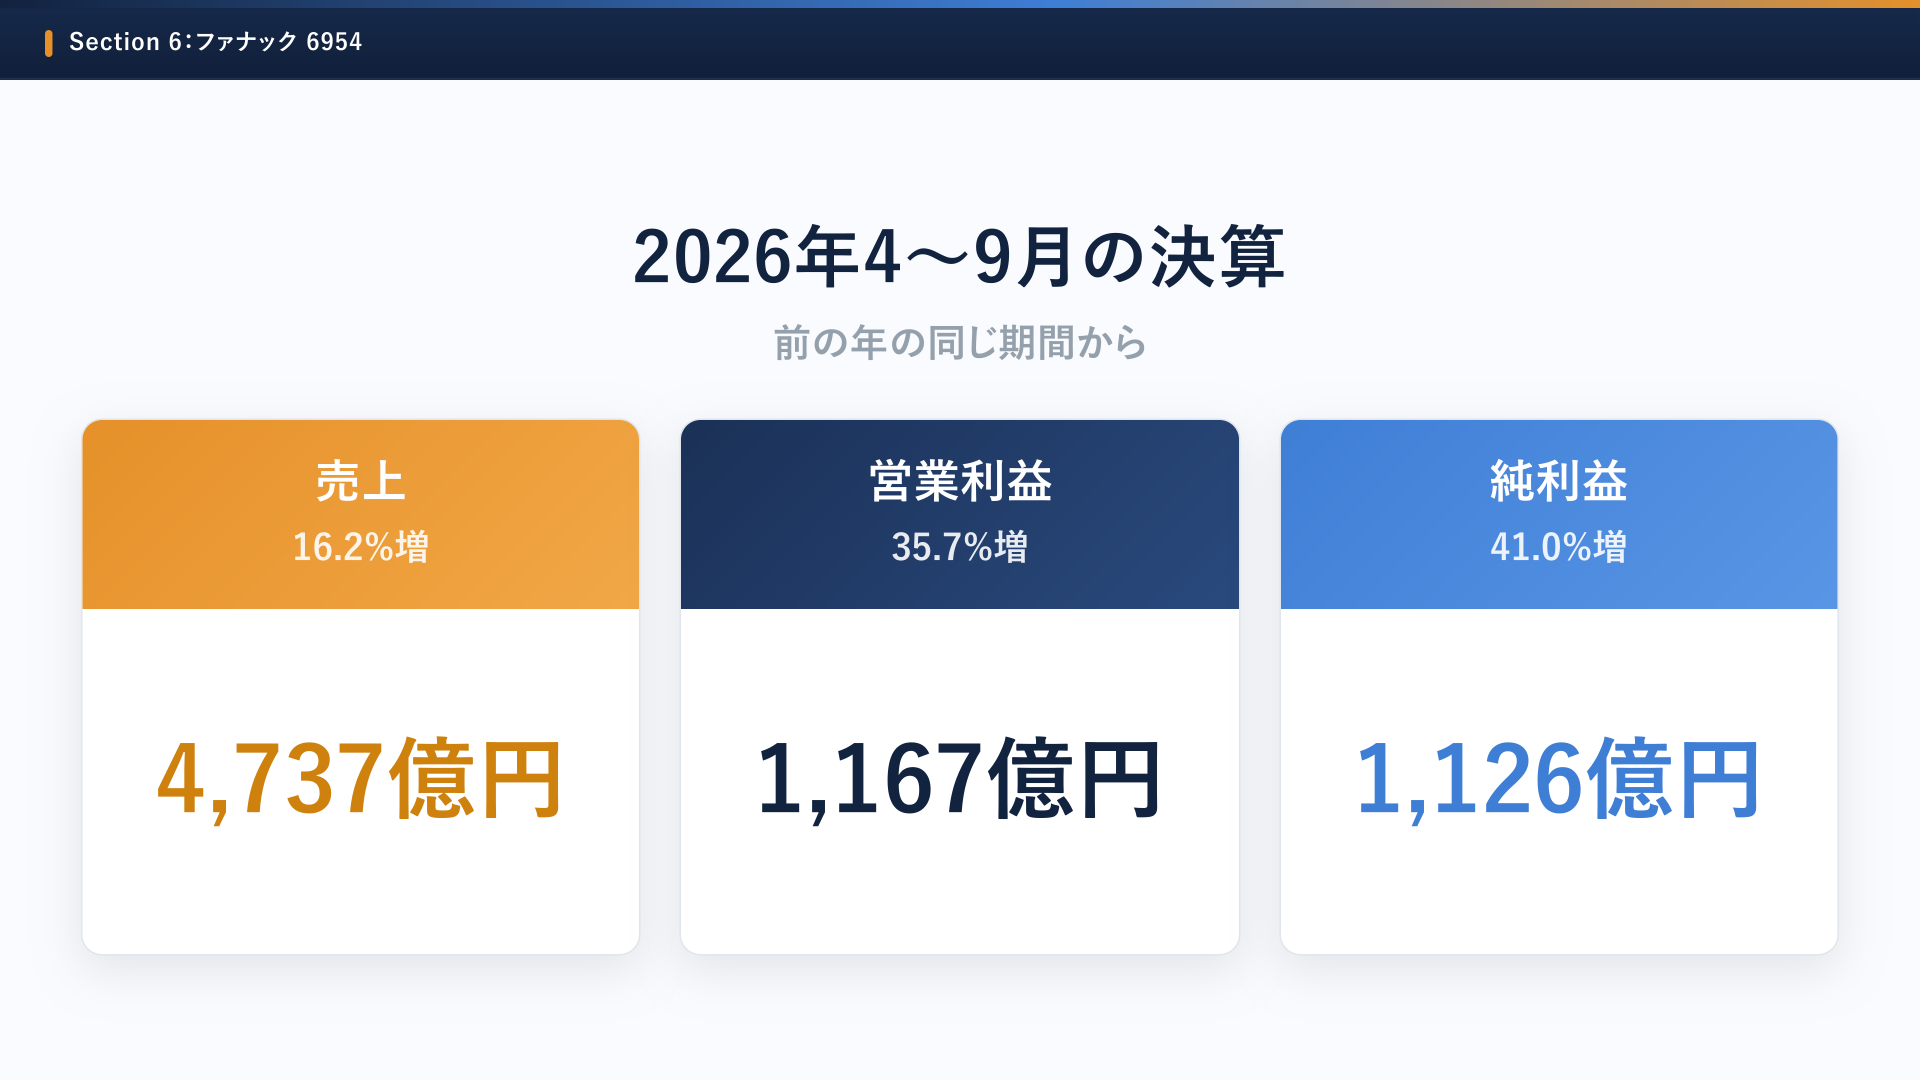 Section 6：ファナック 6954
2026年4〜9月の決算
前の年の同じ期間から
売上
16.2%増
4,737億円
営業利益
35.7%増
1,167億円
純利益
41.0%増
1,126億円